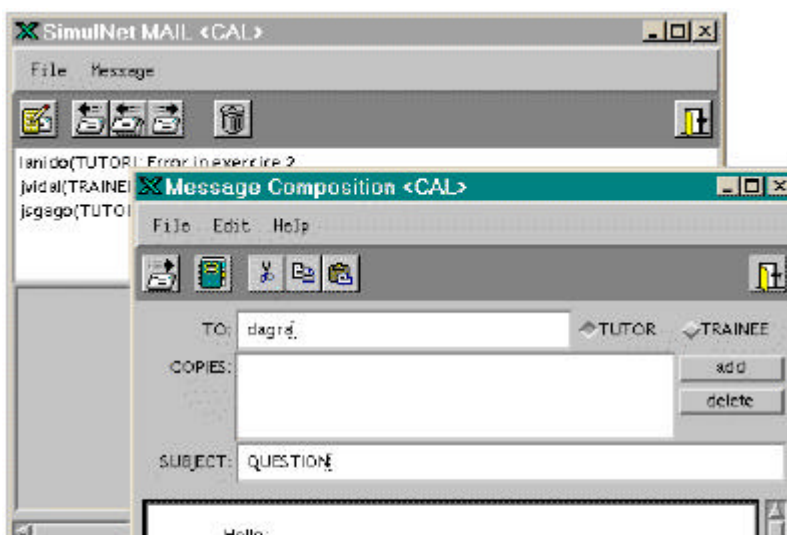 SimulNet MAIL <CAL>
File Message
lanido(TUTOR): Error in exercise 2
jvidal(TRAINEE
jsgago(TUTO
Message Composition <CAL>
File Edit Help
TO: dagra TUTOR TRAINEE
COPIES: add
delete
SUBJECT: QUESTION
Hello: